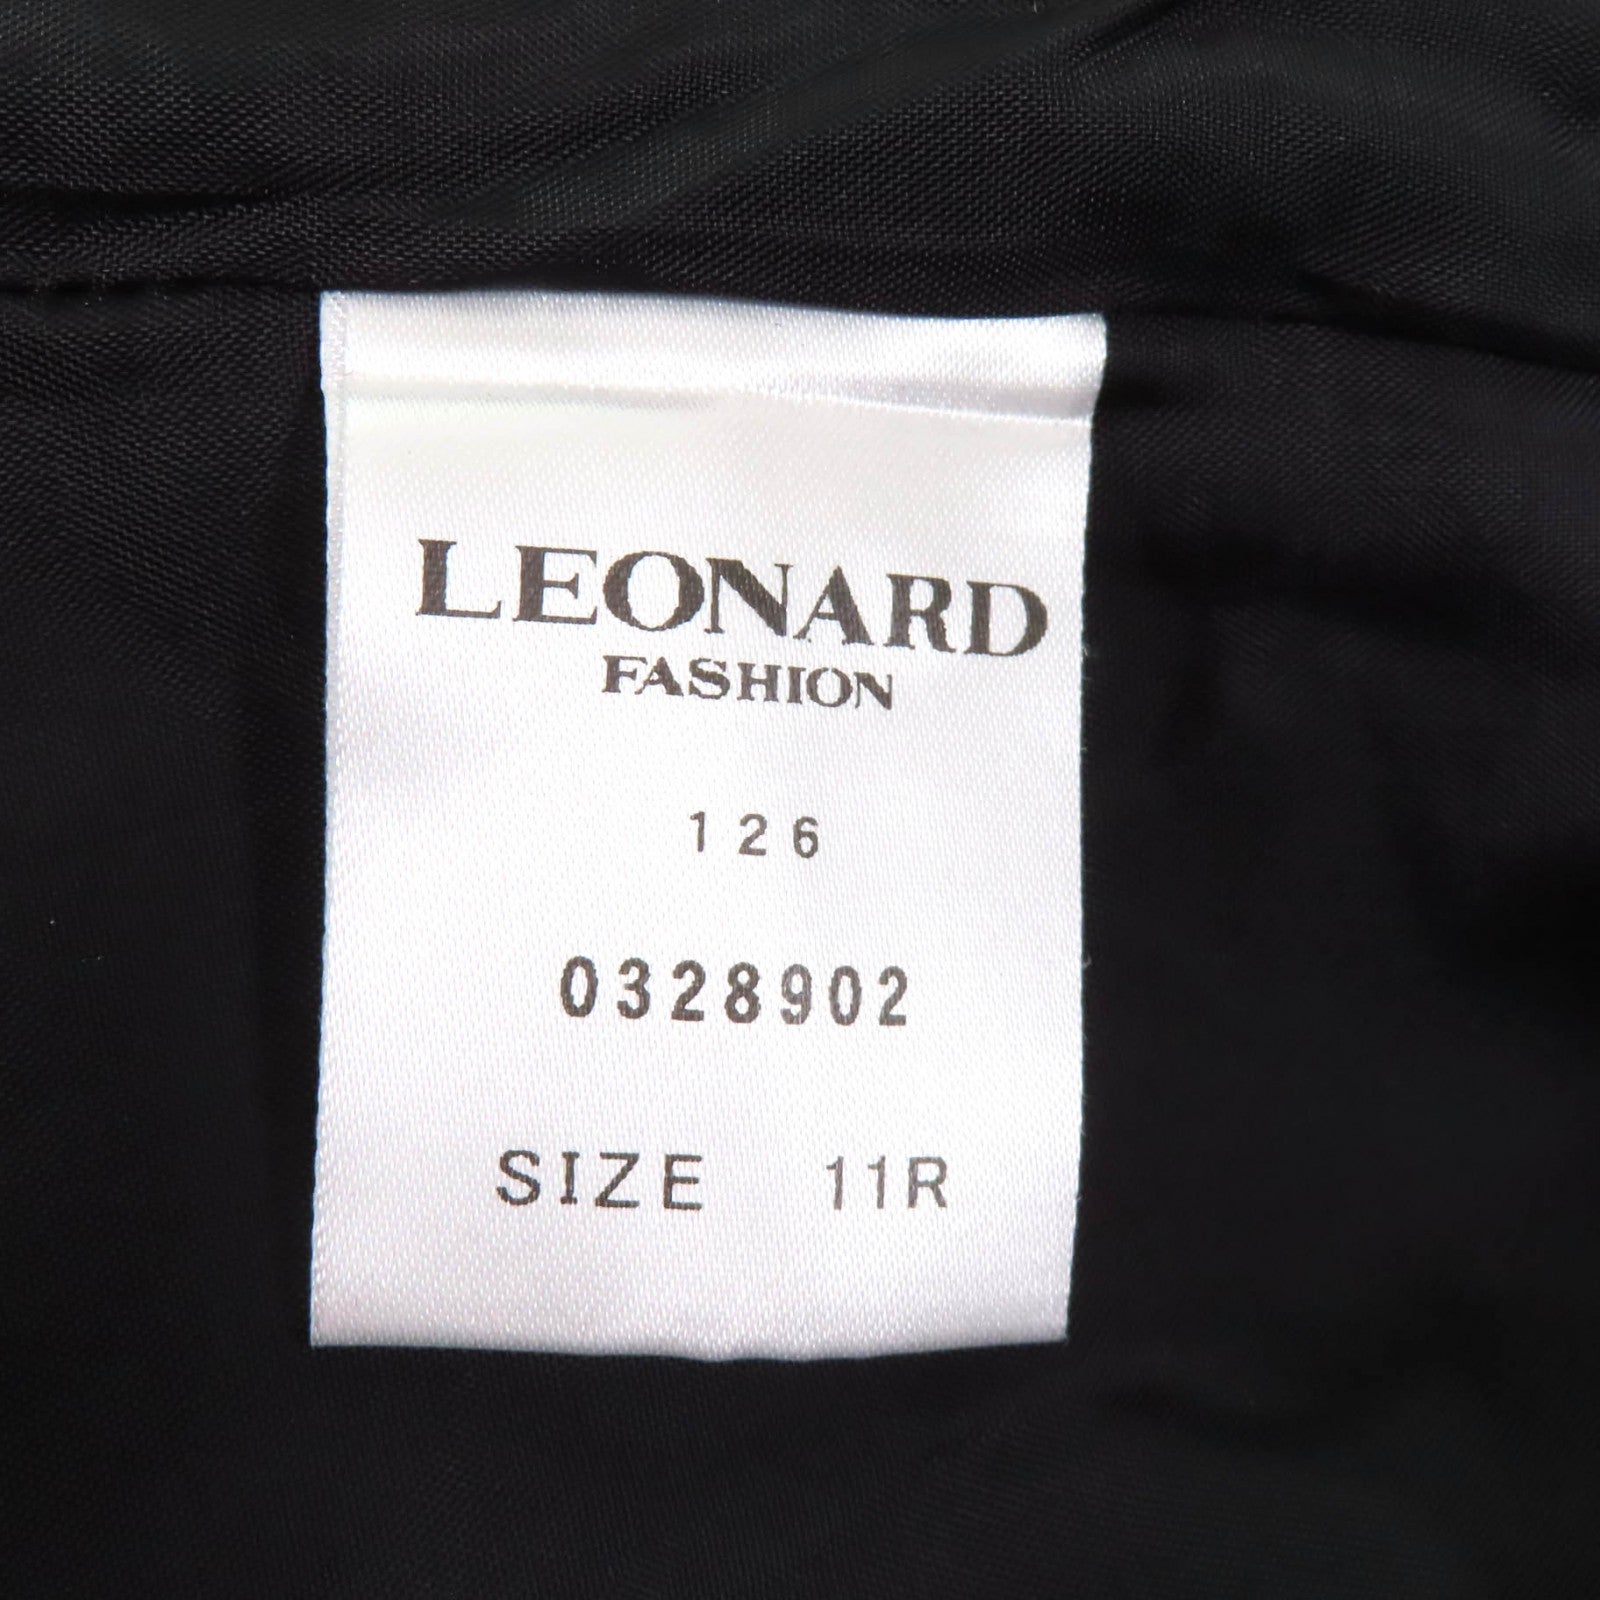 LEONARD
FASHION
126
0328902
SIZE 11R